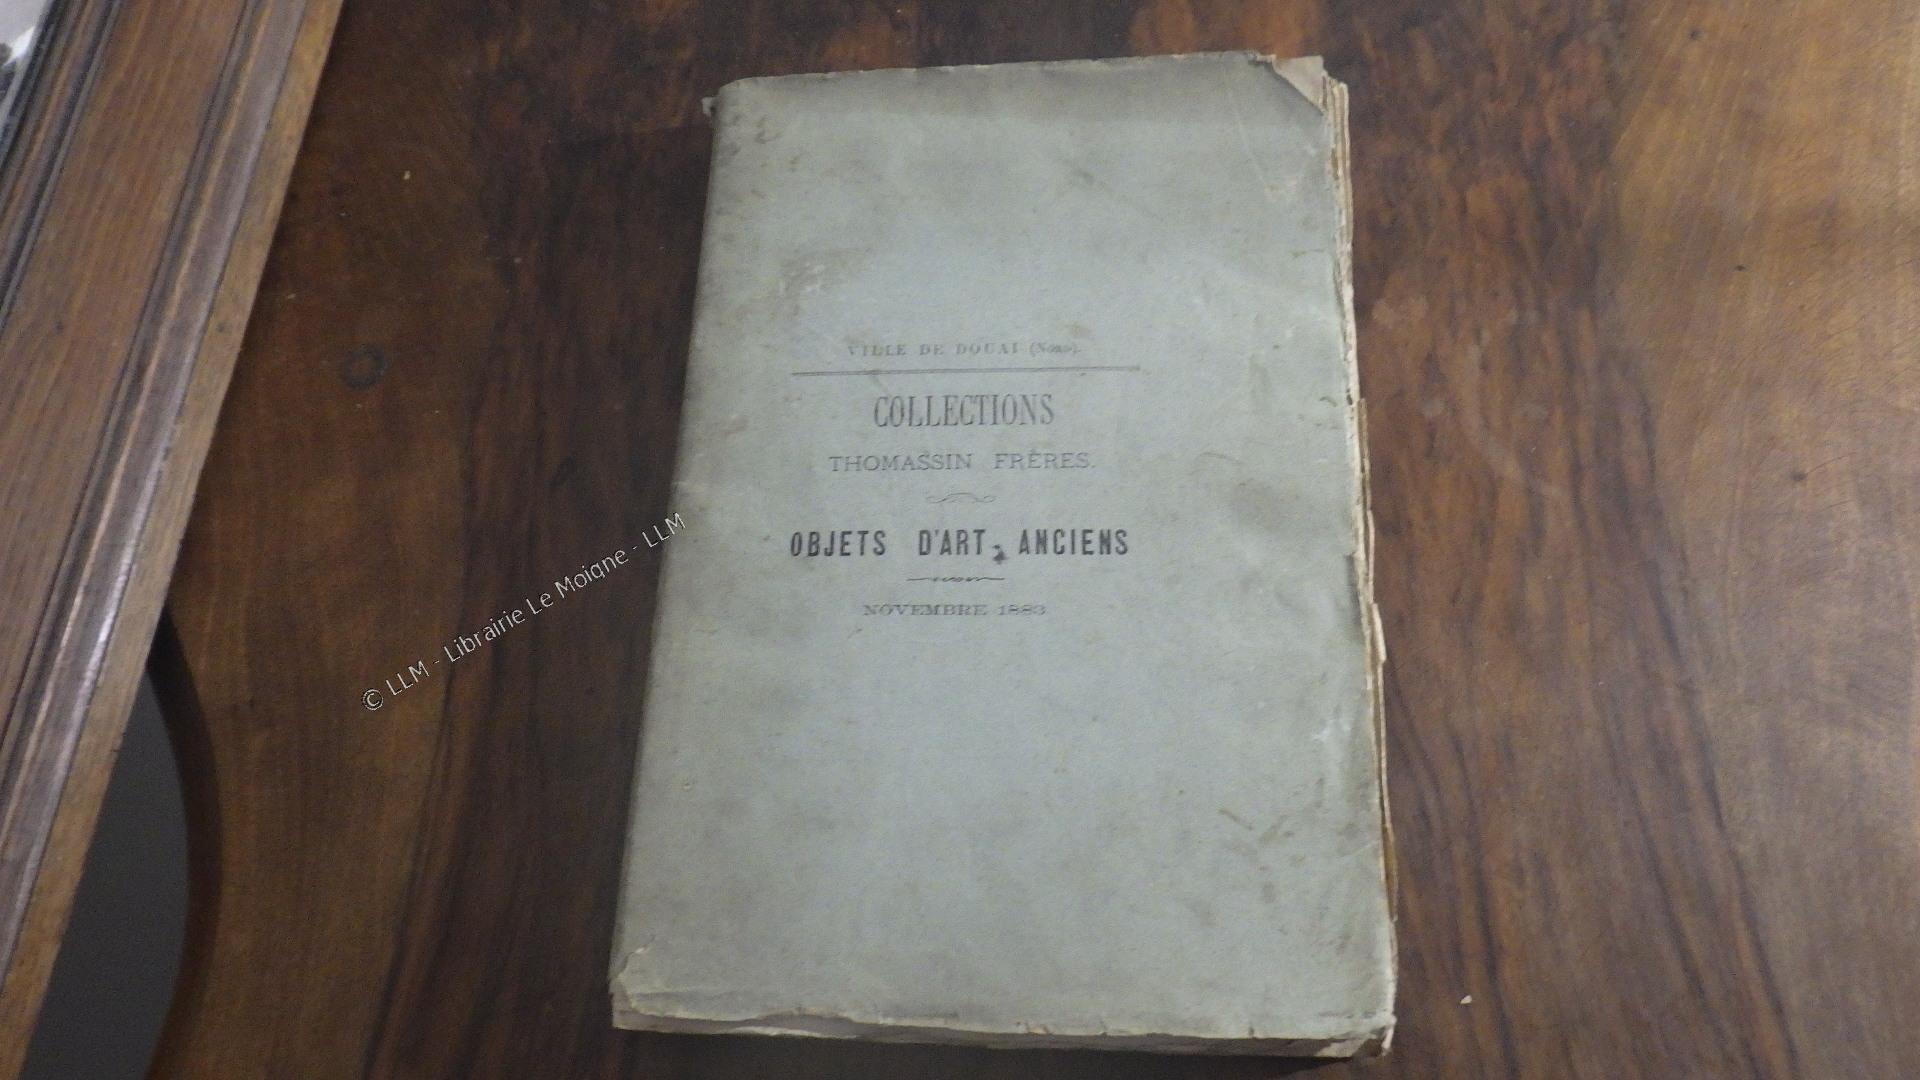 VILLE DE DOUAI (NORD).
COLLECTIONS
THOMASSIN FRÈRES.
OBJETS D'ART ANCIENS
NOVEMBRE 1883
© LLM - Librairie Le Moigne - LLM